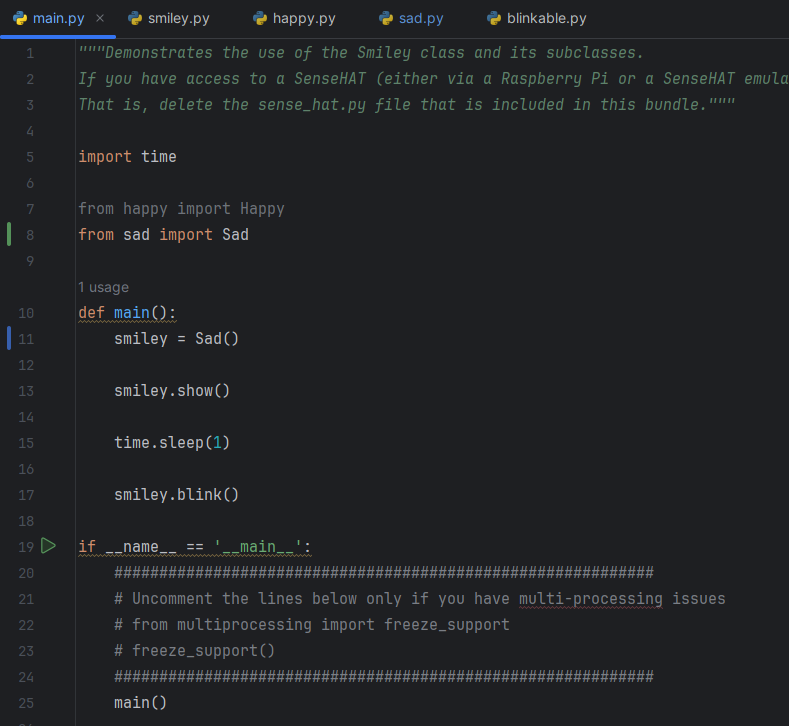 main.py smiley.py happy.py sad.py blinkable.py
1 """Demonstrates the use of the Smiley class and its subclasses.
2 If you have access to a SenseHAT (either via a Raspberry Pi or a SenseHAT emula
3 That is, delete the sense_hat.py file that is included in this bundle."""
4
5 import time
6
7 from happy import Happy
8 from sad import Sad
9
1 usage
10 def main():
11 smiley = Sad()
12
13 smiley.show()
14
15 time.sleep(1)
16
17 smiley.blink()
18
19 if __name__ == '__main__':
20 ############################################################
21 # Uncomment the lines below only if you have multi-processing issues
22 # from multiprocessing import freeze_support
23 # freeze_support()
24 ############################################################
25 main()